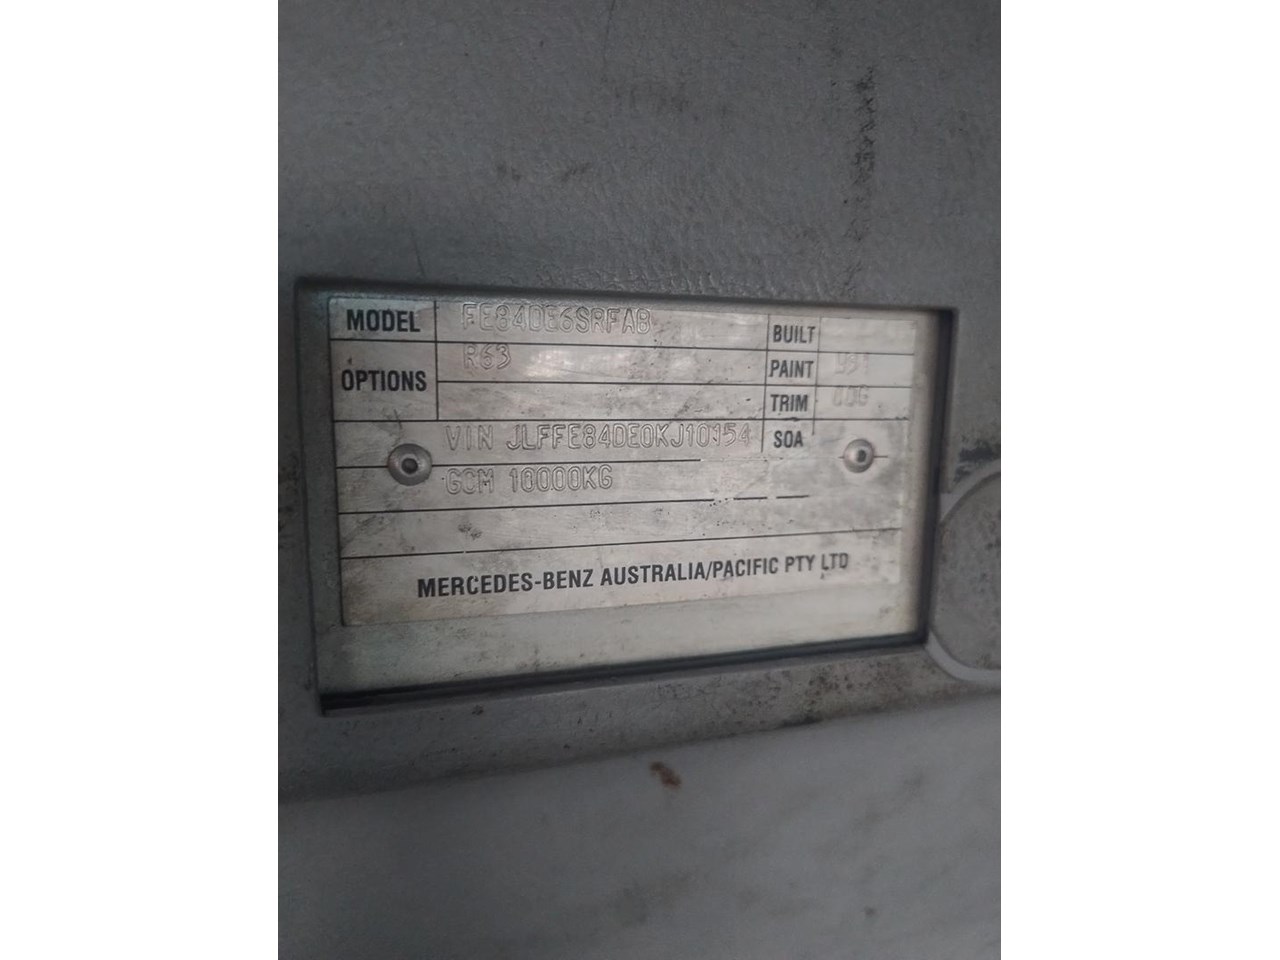 MODEL FE84DE6SRFAB
BUILT
OPTIONS R63
PAINT
TRIM
VIN JLFFE84DE0KJ10154
SOA
GCM 10000KG
MERCEDES-BENZ AUSTRALIA/PACIFIC PTY LTD